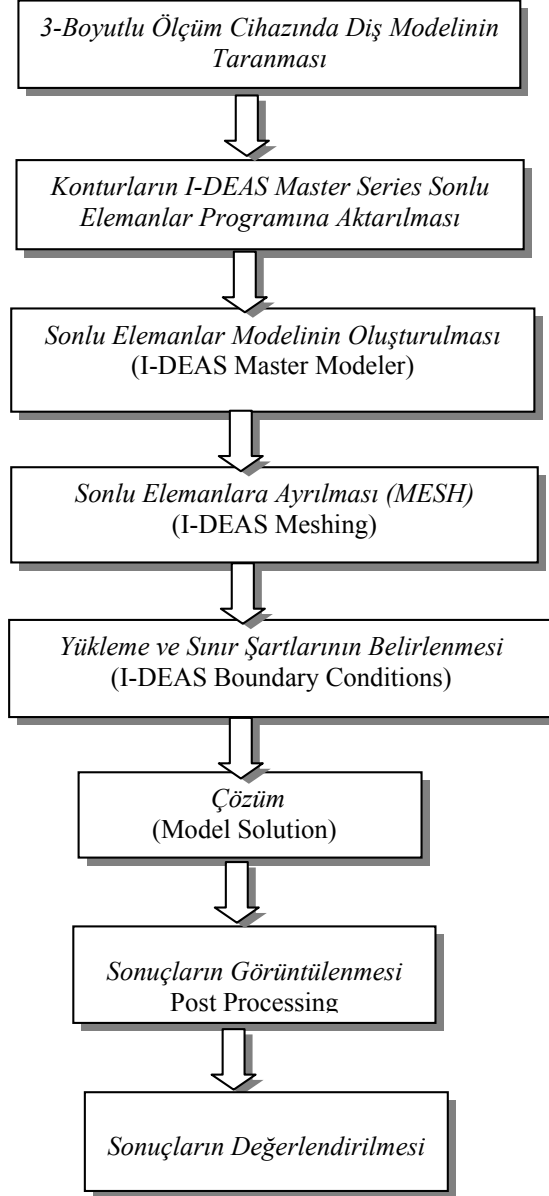 3-Boyutlu Ölçüm Cihazında Diş Modelinin
Taranması
Konturların I-DEAS Master Series Sonlu
Elemanlar Programına Aktarılması
Sonlu Elemanlar Modelinin Oluşturulması
(I-DEAS Master Modeler)
Sonlu Elemanlara Ayrılması (MESH)
(I-DEAS Meshing)
Yükleme ve Sınır Şartlarının Belirlenmesi
(I-DEAS Boundary Conditions)
Çözüm
(Model Solution)
Sonuçların Görüntülenmesi
Post Processing
Sonuçların Değerlendirilmesi